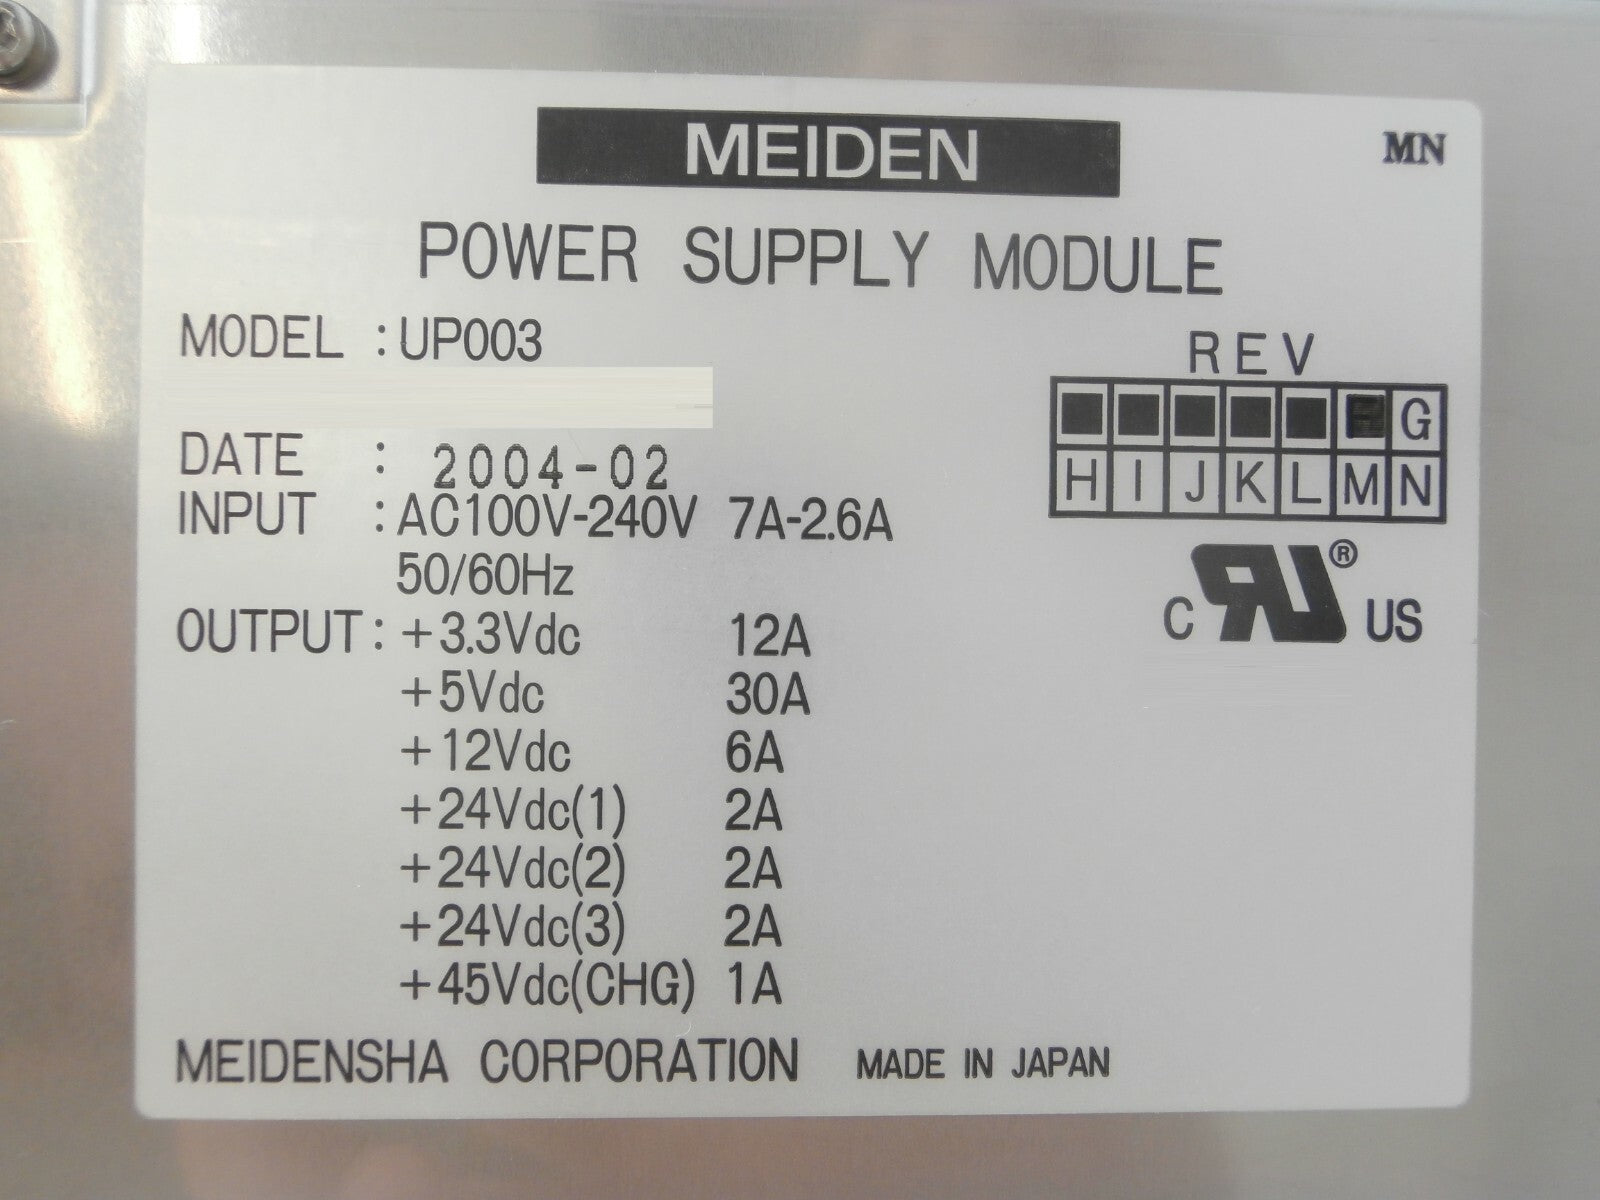 MEIDEN
MN
POWER SUPPLY MODULE
MODEL : UP003
REV
G
H I J K L M N
DATE : 2004-02
INPUT : AC100V-240V 7A-2.6A
50/60Hz
C RU® US
OUTPUT : +3.3Vdc 12A
+5Vdc 30A
+12Vdc 6A
+24Vdc(1) 2A
+24Vdc(2) 2A
+24Vdc(3) 2A
+45Vdc(CHG) 1A
MEIDENSHA CORPORATION MADE IN JAPAN